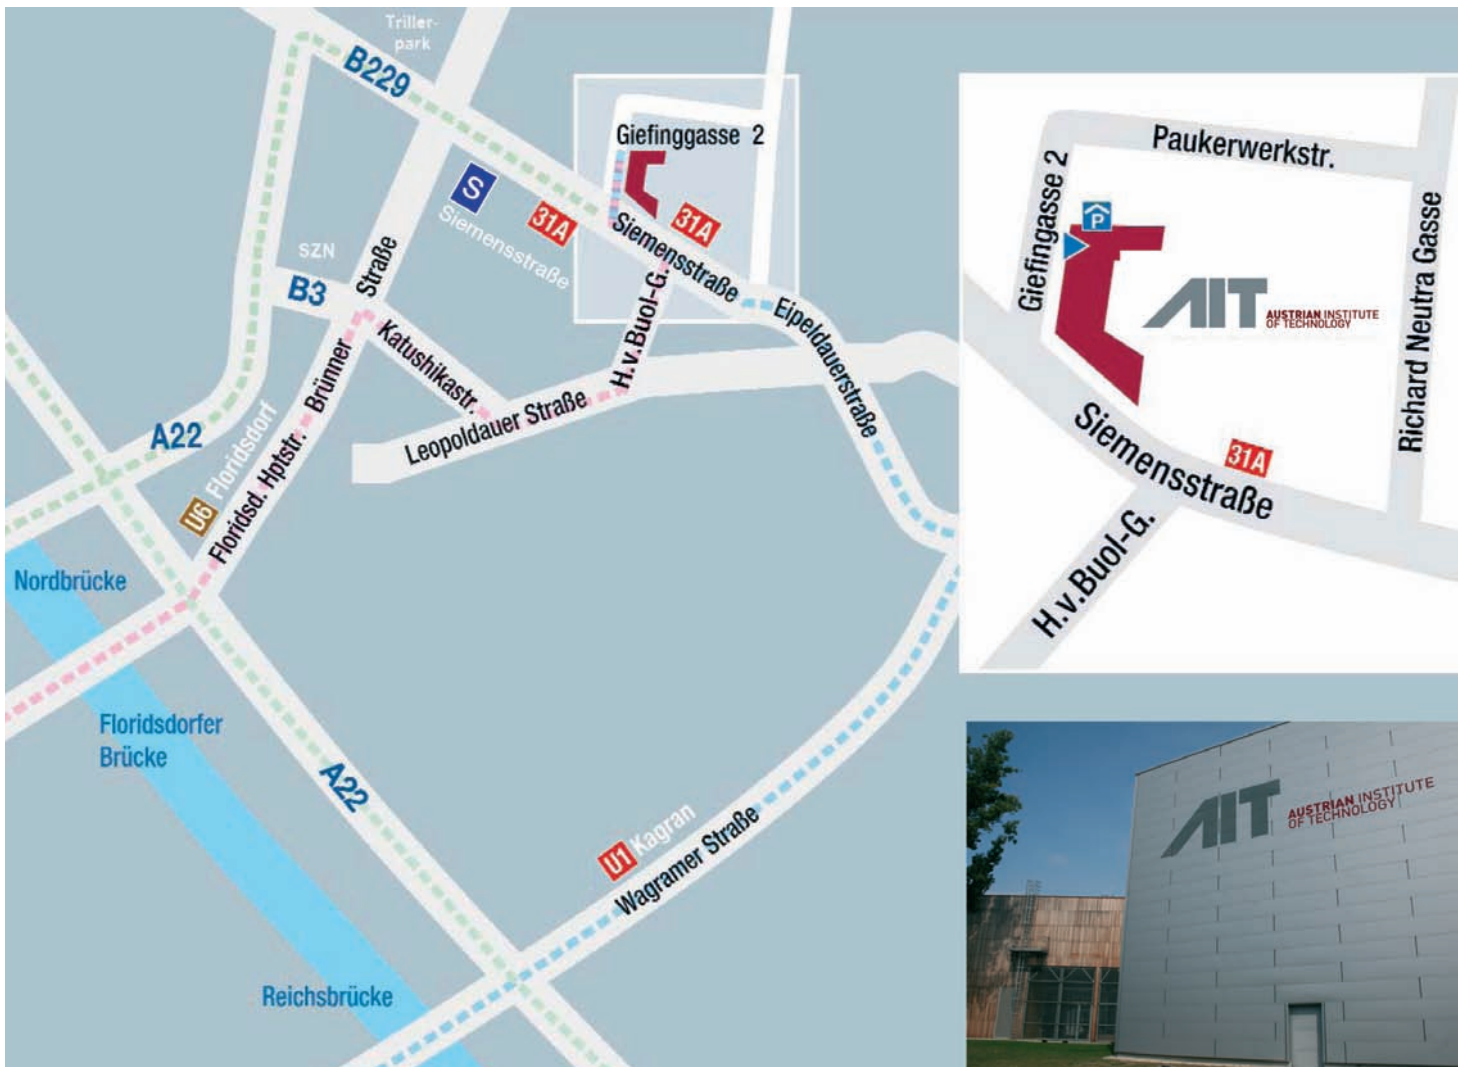 Triller-
park
B229
Giefinggasse 2
S
Siemensstraße
31A
31A
Siemensstraße
SZN
B3
Straße
Brünner
Floridsd. Hptstr.
Katushikastr.
H.v.Buol-G.
Eipeldauerstraße
Leopoldauer Straße
A22
U6 Floridsdorf
Nordbrücke
Floridsdorfer
Brücke
A22
U1 Kagran
Wagramer Straße
Reichsbrücke
Paukerwerkstr.
Giefingasse 2
P
AIT AUSTRIAN INSTITUTE
OF TECHNOLOGY
Richard Neutra Gasse
Siemensstraße
31A
H.v.Buol-G.
AIT AUSTRIAN INSTITUTE
OF TECHNOLOGY